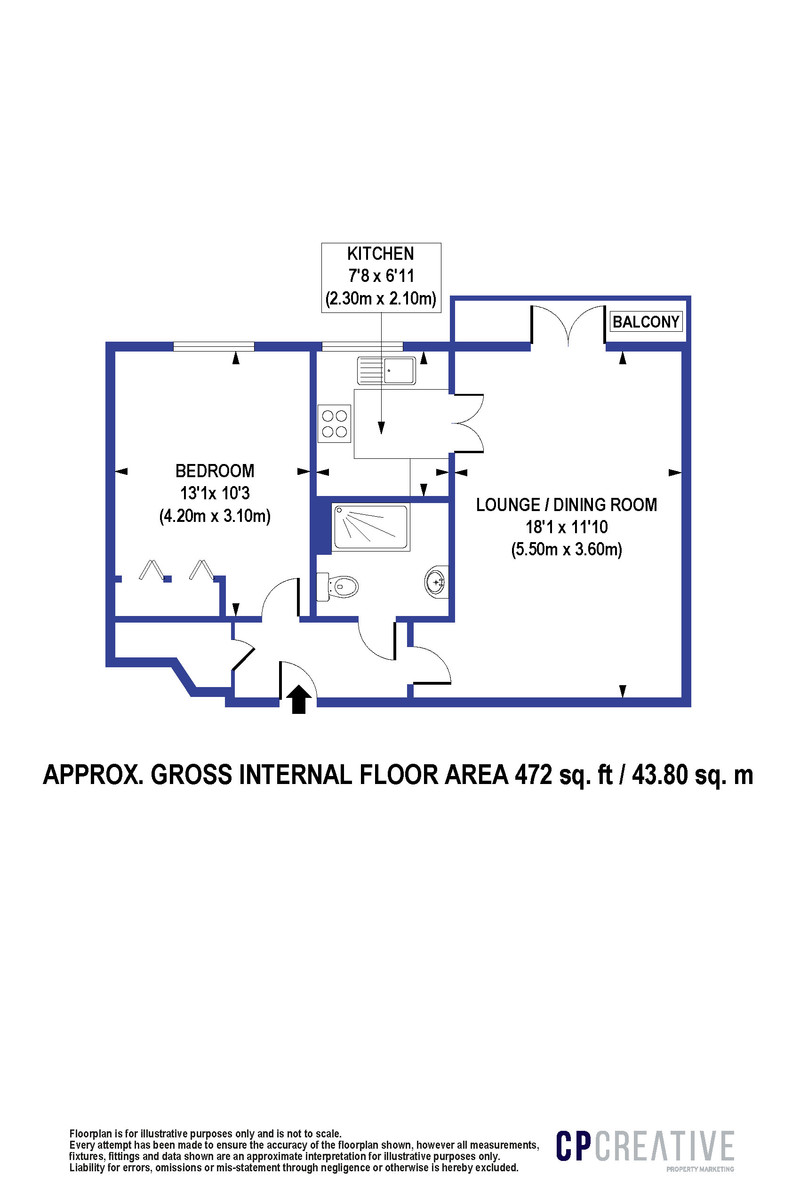 KITCHEN
7'8 x 6'11
(2.30m x 2.10m)
BALCONY
BEDROOM
13'1x 10'3
(4.20m x 3.10m)
LOUNGE / DINING ROOM
18'1 x 11'10
(5.50m x 3.60m)
APPROX. GROSS INTERNAL FLOOR AREA 472 sq. ft / 43.80 sq. m
Floorplan is for illustrative purposes only and is not to scale.
Every attempt has been made to ensure the accuracy of the floorplan shown, however all measurements,
fixtures, fittings and data shown are an approximate interpretation for illustrative purposes only.
Liability for errors, omissions or mis-statement through negligence or otherwise is hereby excluded.
CPCREATIVE
PROPERTY MARKETING